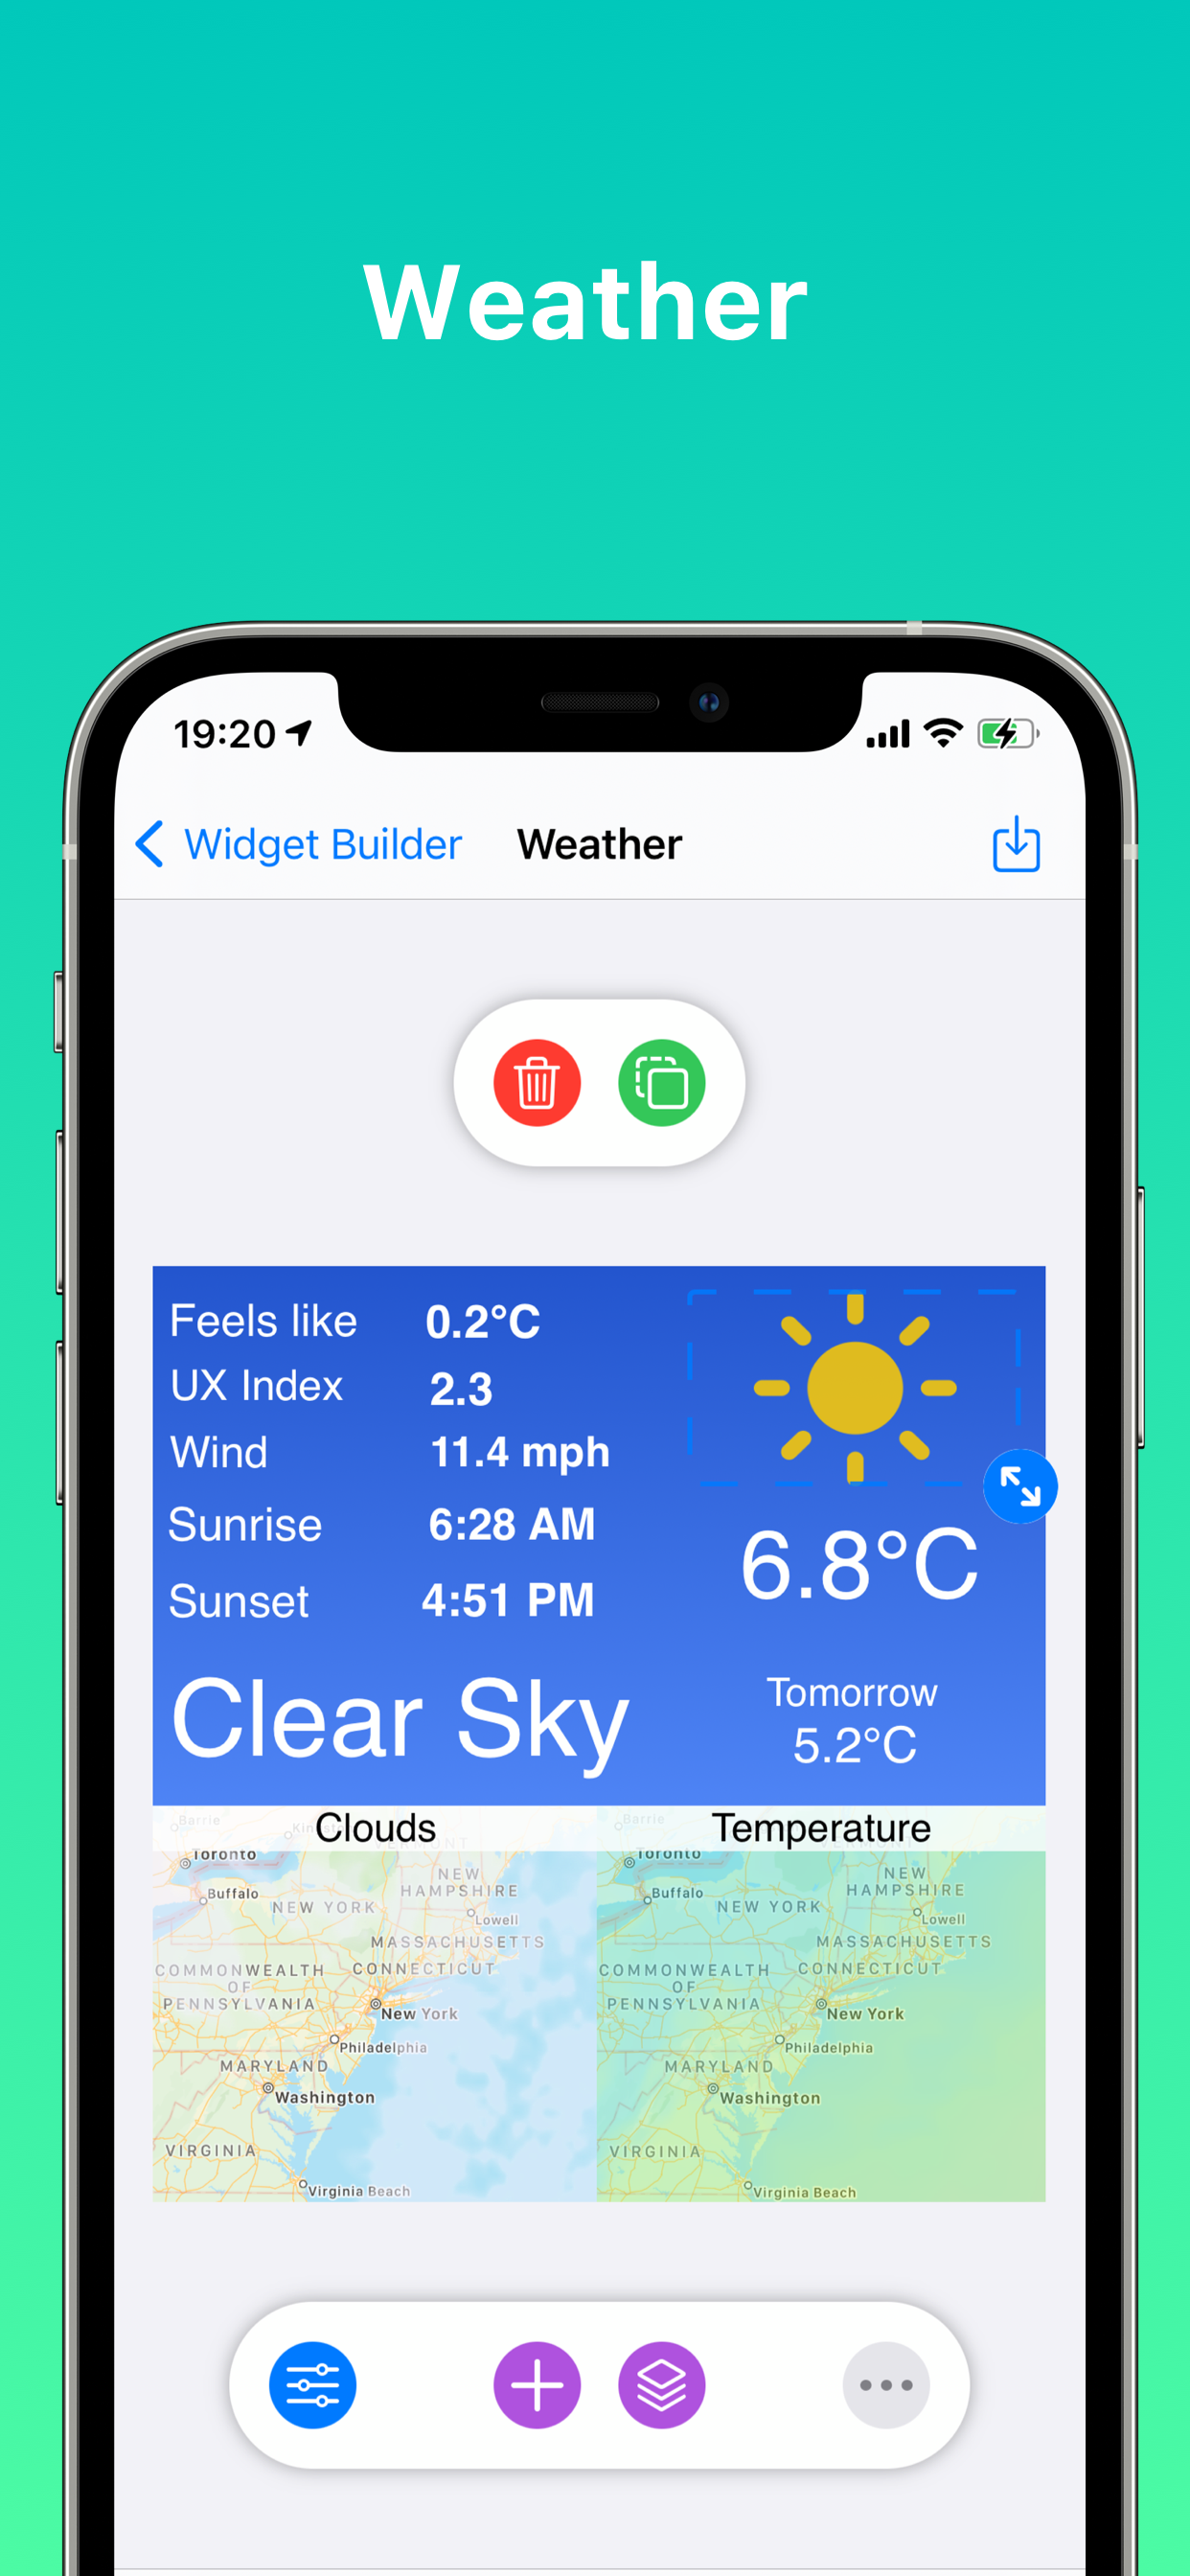 Weather
19:20
Widget Builder Weather
Feels like 0.2°C
UX Index 2.3
Wind 11.4 mph
Sunrise 6:28 AM
Sunset 4:51 PM
6.8°C
Clear Sky
Tomorrow
5.2°C
Clouds
Barrie
Toronto
Buffalo
NEW YORK
NEW
HAMPSHIRE
Lowell
MASSACHUSETTS
COMMONWEALTH
OF
PENNSYLVANIA
CONNECTICUT
New York
Philadelphia
MARYLAND
Washington
VIRGINIA
Virginia Beach
Temperature
Barrie
Toronto
Buffalo
NEW YORK
NEW
HAMPSHIRE
Lowell
MASSACHUSETTS
COMMONWEALTH
OF
PENNSYLVANIA
CONNECTICUT
New York
Philadelphia
MARYLAND
Washington
VIRGINIA
Virginia Beach